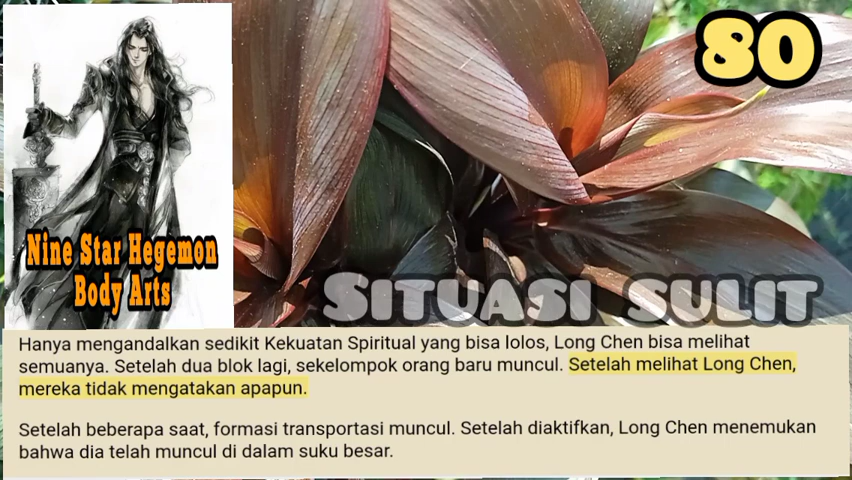 80
Nine Star Hegemon
Body Arts
Situasi sulit
Hanya mengandalkan sedikit Kekuatan Spiritual yang bisa lolos, Long Chen bisa melihat
semuanya. Setelah dua blok lagi, sekelompok orang baru muncul. Setelah melihat Long Chen,
mereka tidak mengatakan apapun.
Setelah beberapa saat, formasi transportasi muncul. Setelah diaktifkan, Long Chen menemukan
bahwa dia telah muncul di dalam suku besar.